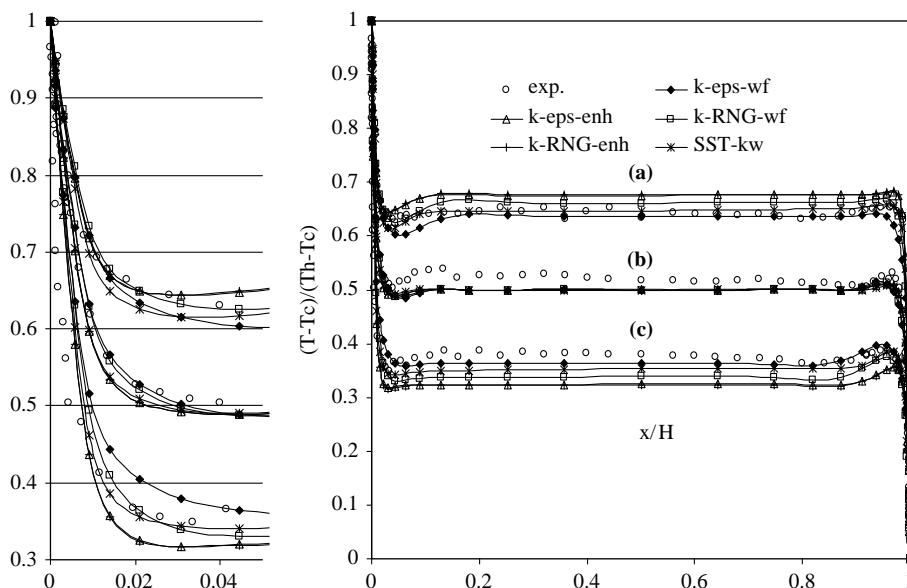 1
0.9
0.8
0.7
0.6
0.5
0.4
0.3
0 0.02 0.04
(T-Tc)/(Th-Tc)
1
0.9
0.8
0.7
0.6
0.5
0.4
0.3
0.2
0.1
0
exp. k-eps-wf
k-eps-enh k-RNG-wf
k-RNG-enh SST-kw
(a)
(b)
(c)
x/H
0 0.2 0.4 0.6 0.8 1